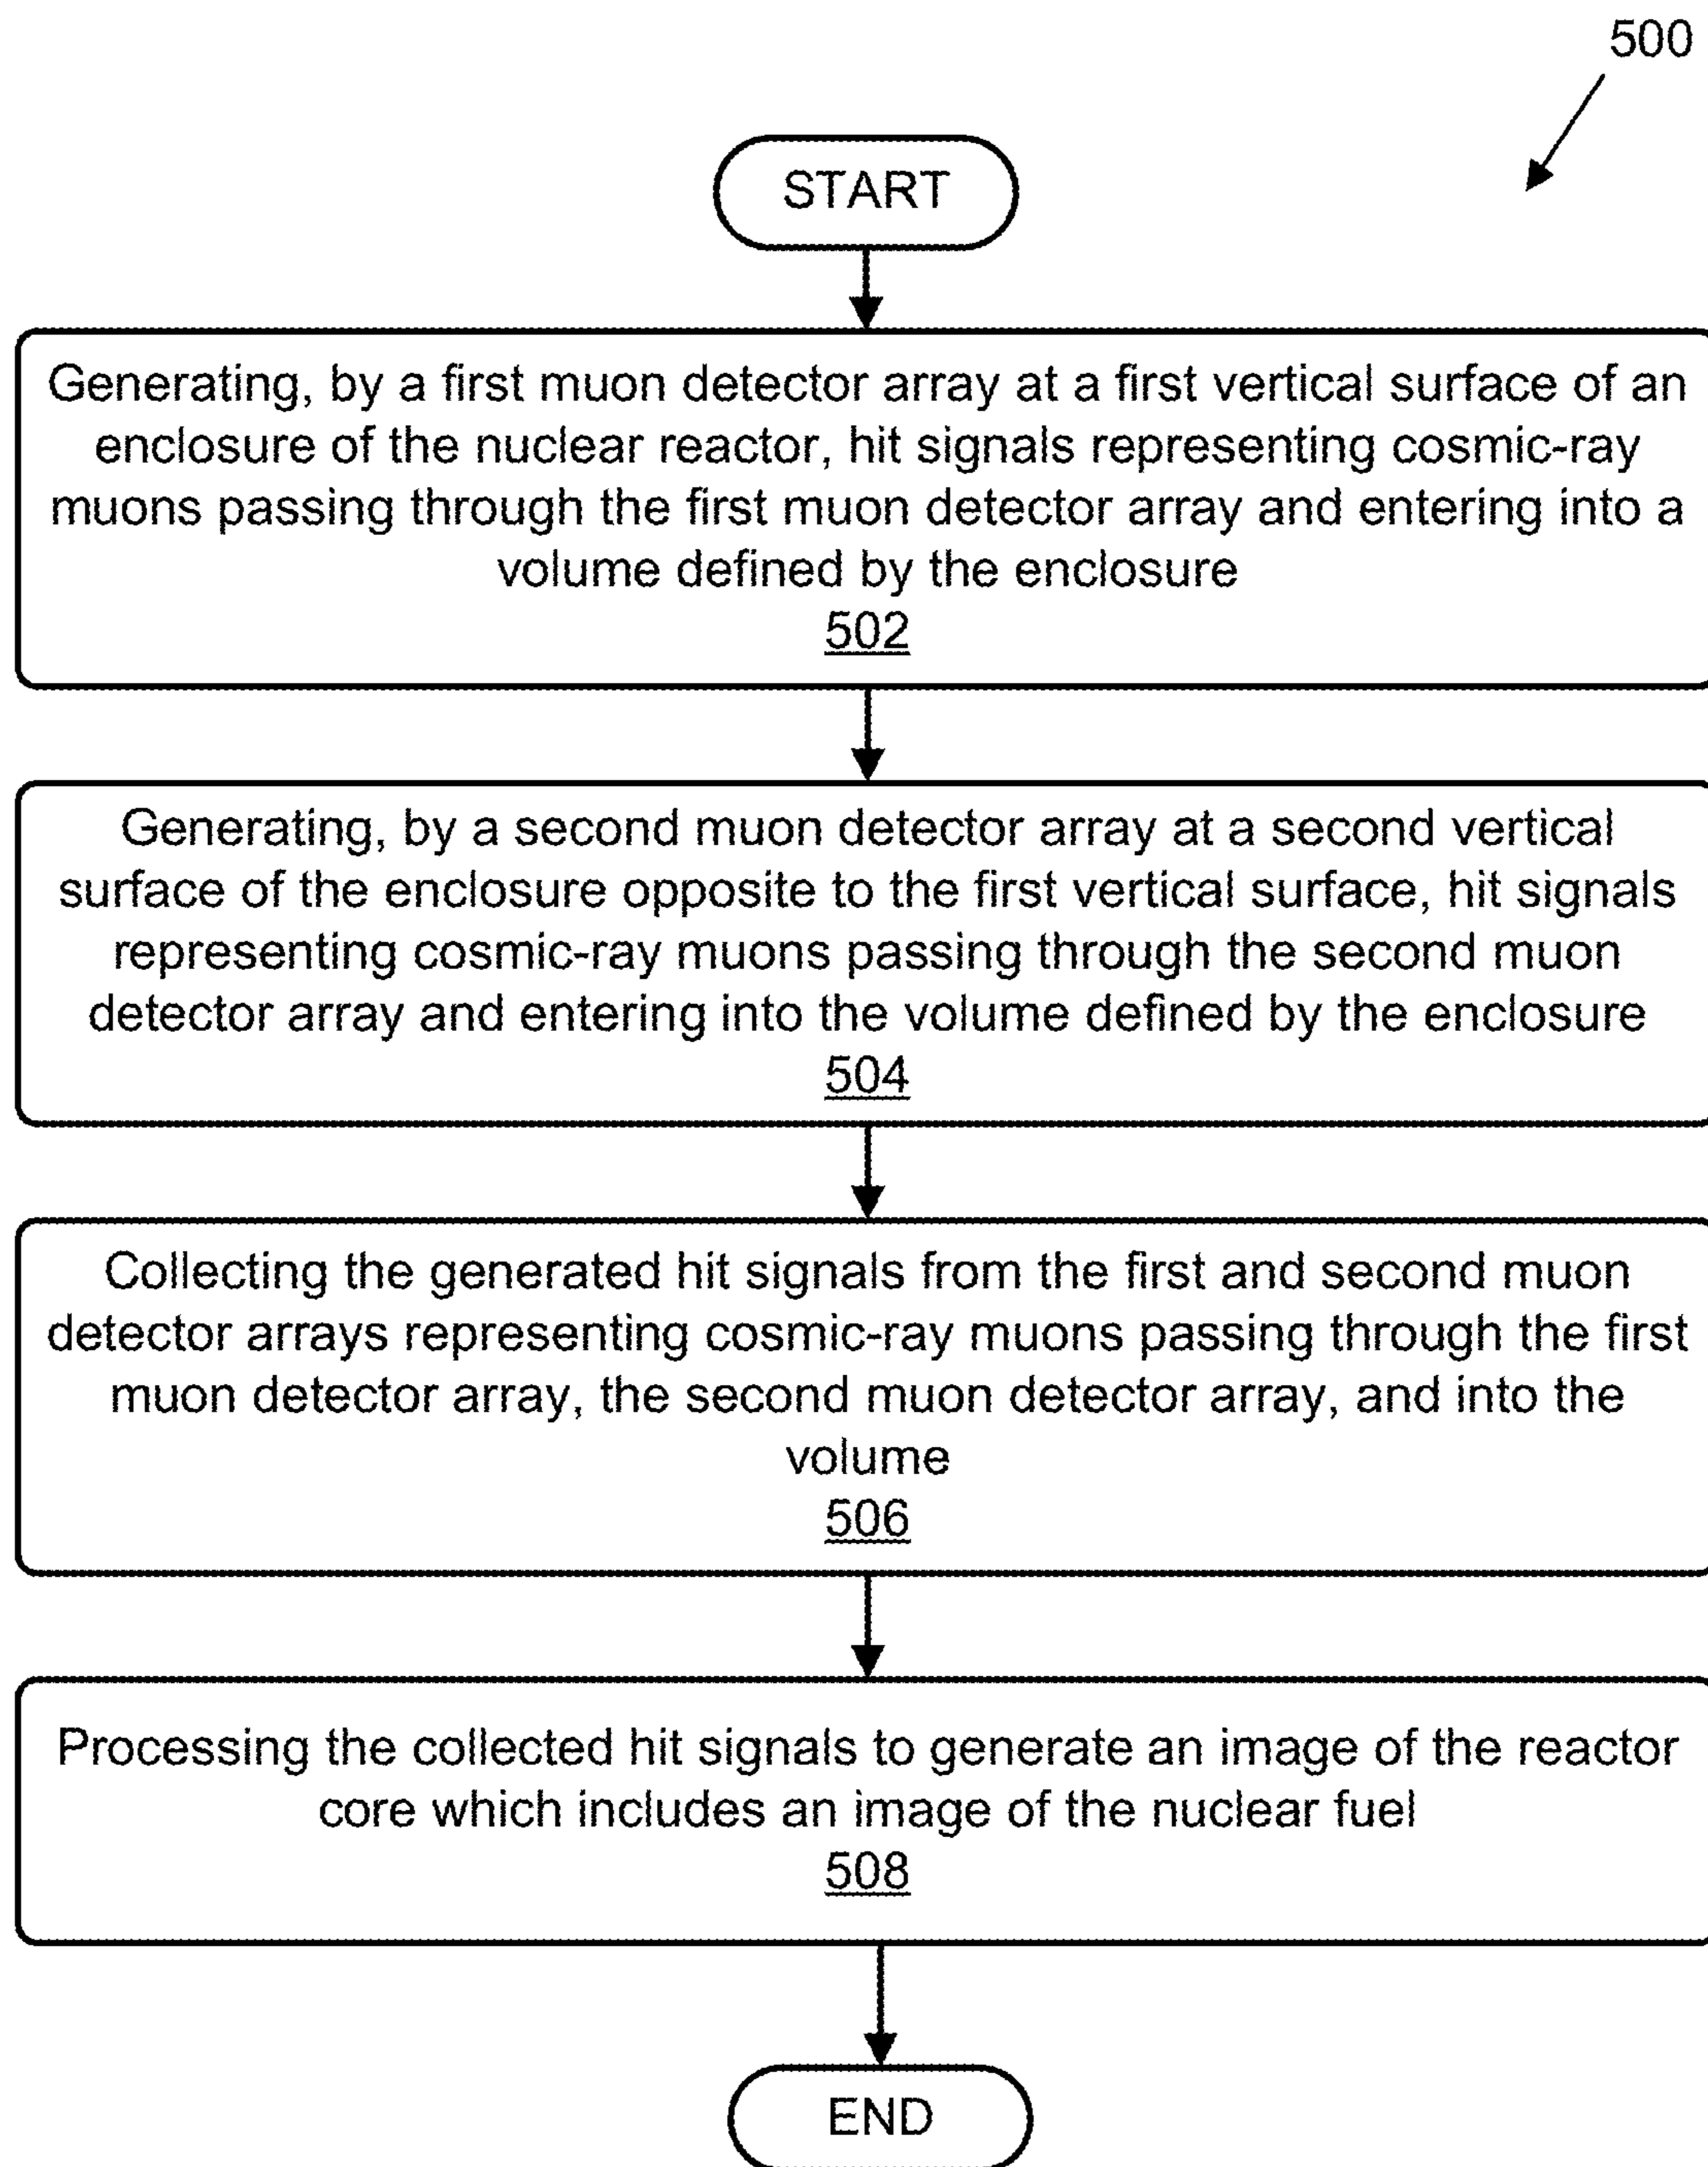 500
START
Generating, by a first muon detector array at a first vertical surface of an
enclosure of the nuclear reactor, hit signals representing cosmic-ray
muons passing through the first muon detector array and entering into a
volume defined by the enclosure
502
Generating, by a second muon detector array at a second vertical
surface of the enclosure opposite to the first vertical surface, hit signals
representing cosmic-ray muons passing through the second muon
detector array and entering into the volume defined by the enclosure
504
Collecting the generated hit signals from the first and second muon
detector arrays representing cosmic-ray muons passing through the first
muon detector array, the second muon detector array, and into the
volume
506
Processing the collected hit signals to generate an image of the reactor
core which includes an image of the nuclear fuel
508
END